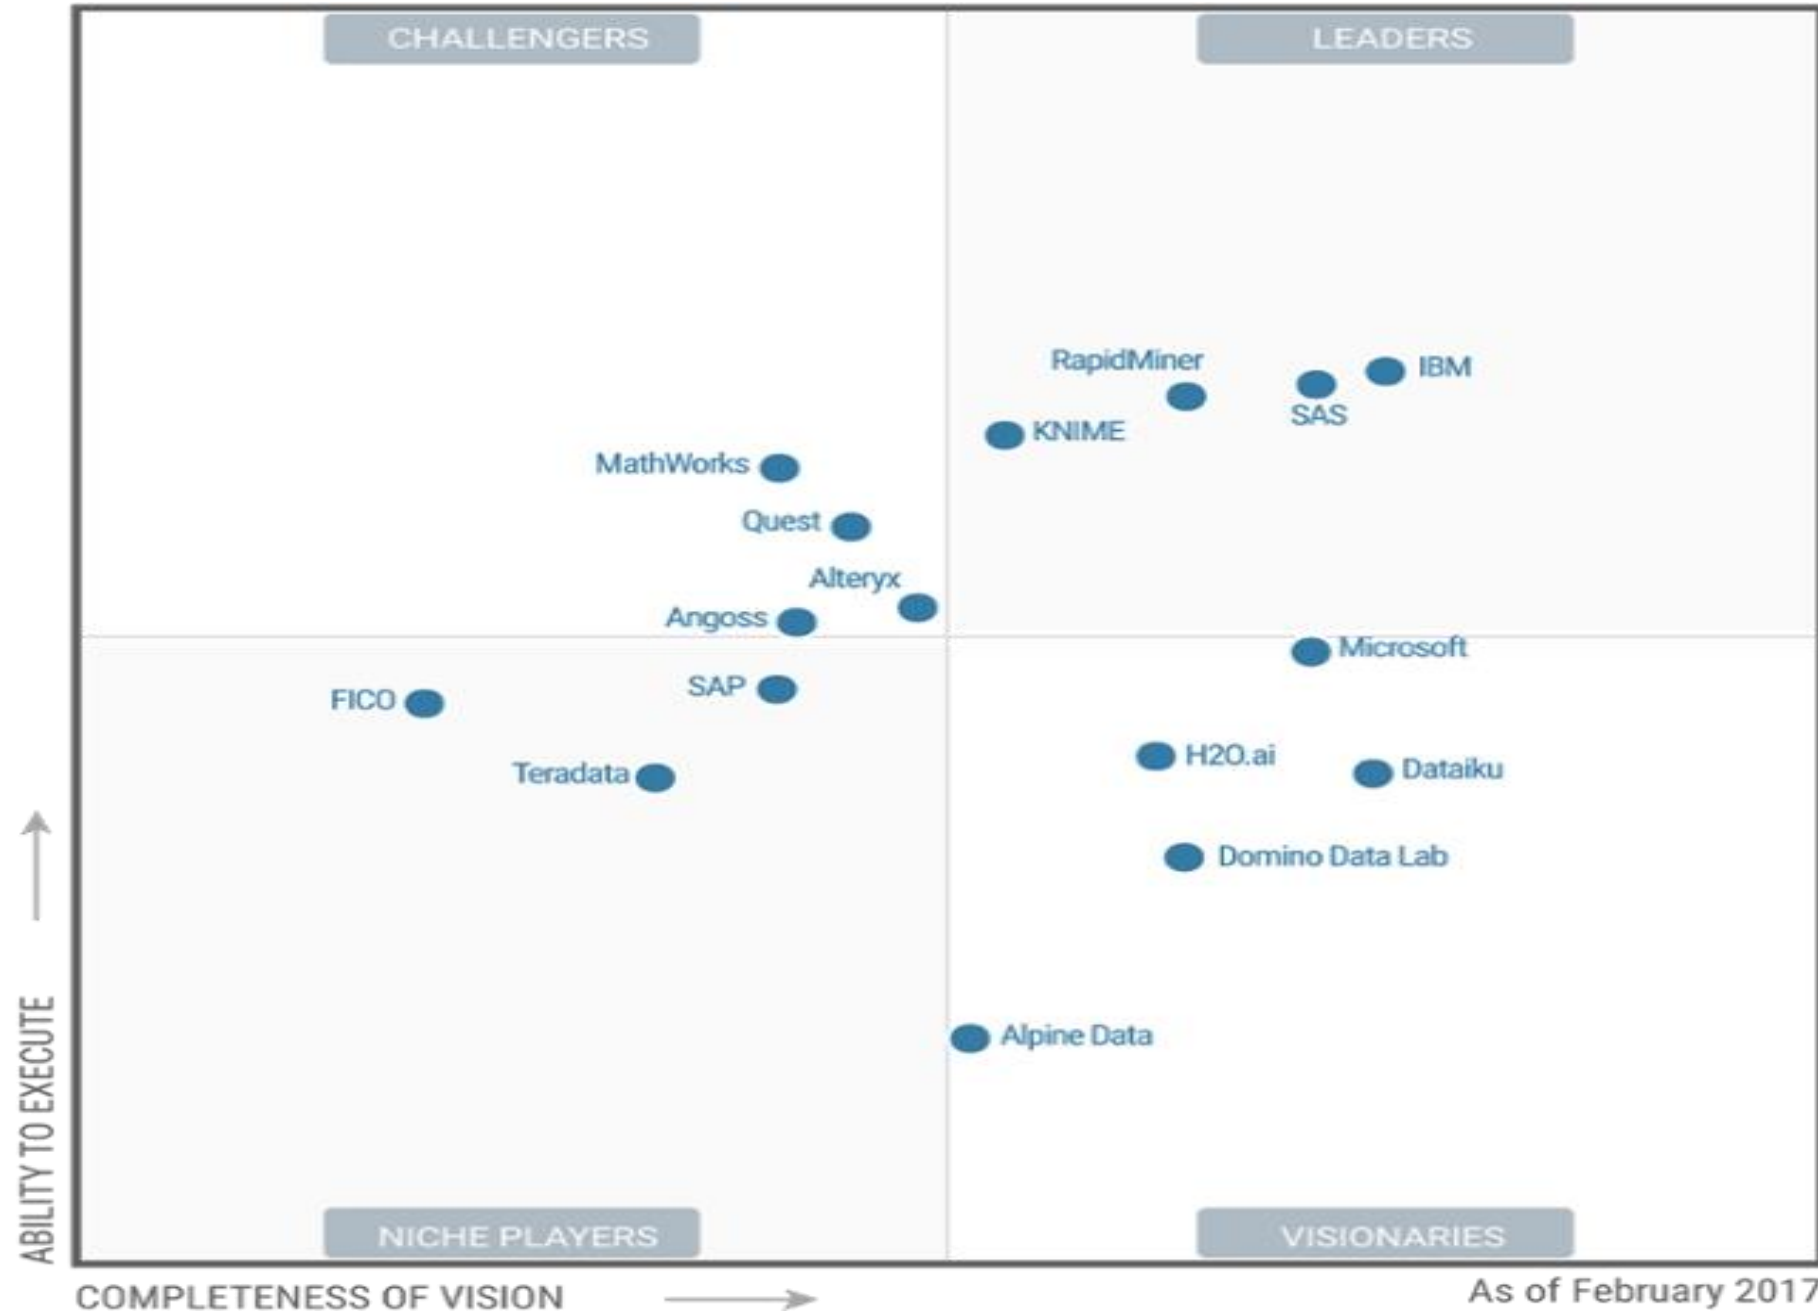 CHALLENGERS
LEADERS
RapidMiner
IBM
SAS
KNIME
MathWorks
Quest
Alteryx
Angoss
Microsoft
SAP
FICO
H2O.ai
Dataiku
Teradata
Domino Data Lab
Alpine Data
ABILITY TO EXECUTE
NICHE PLAYERS
VISIONARIES
COMPLETENESS OF VISION
As of February 2017